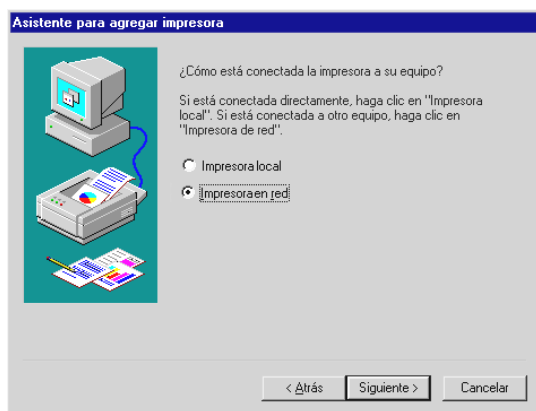 Asistente para agregar impresora
¿Cómo está conectada la impresora a su equipo?
Si está conectada directamente, haga clic en "Impresora
local". Si está conectada a otro equipo, haga clic en
"Impresora de red".
Impresora local
Impresora en red
< Atrás Siguiente > Cancelar